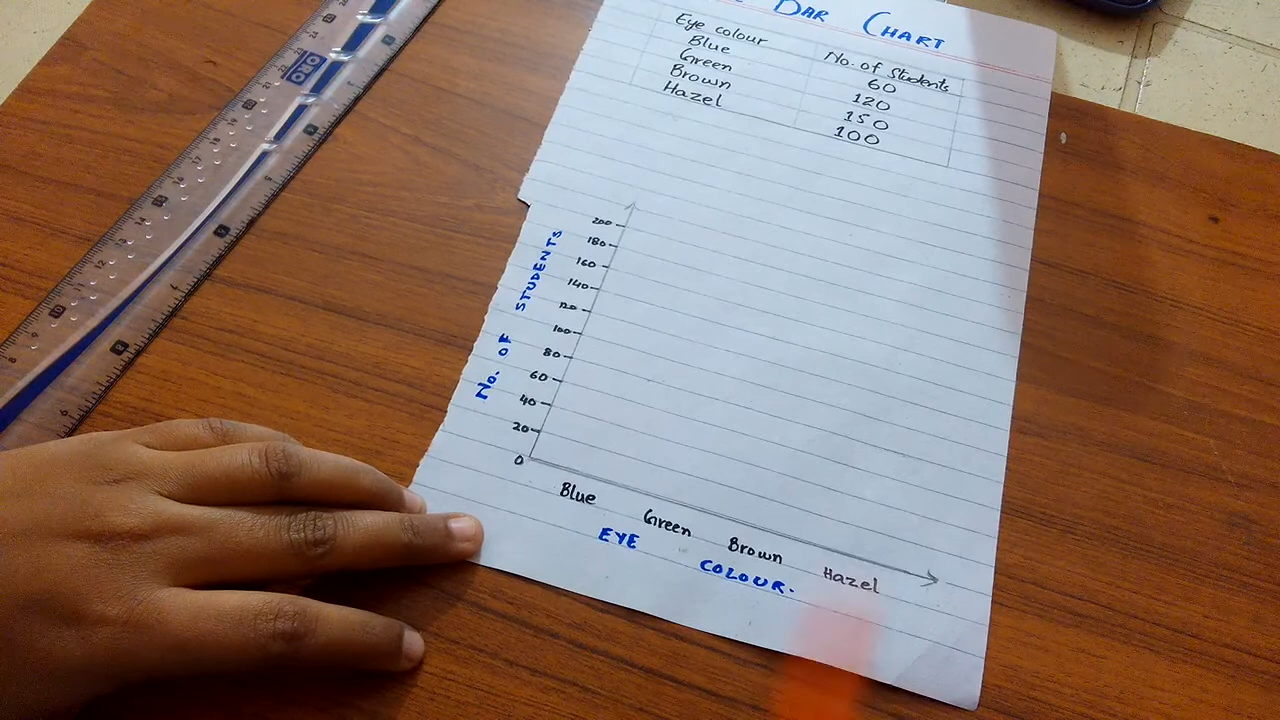 BAR CHART
Eye colour No. of Students
Blue 60
Green 120
Brown 150
Hazel 100
No. OF STUDENTS
200
180
160
140
120
100
80
60
40
20
0
Blue Green Brown Hazel
EYE COLOUR.
ORO